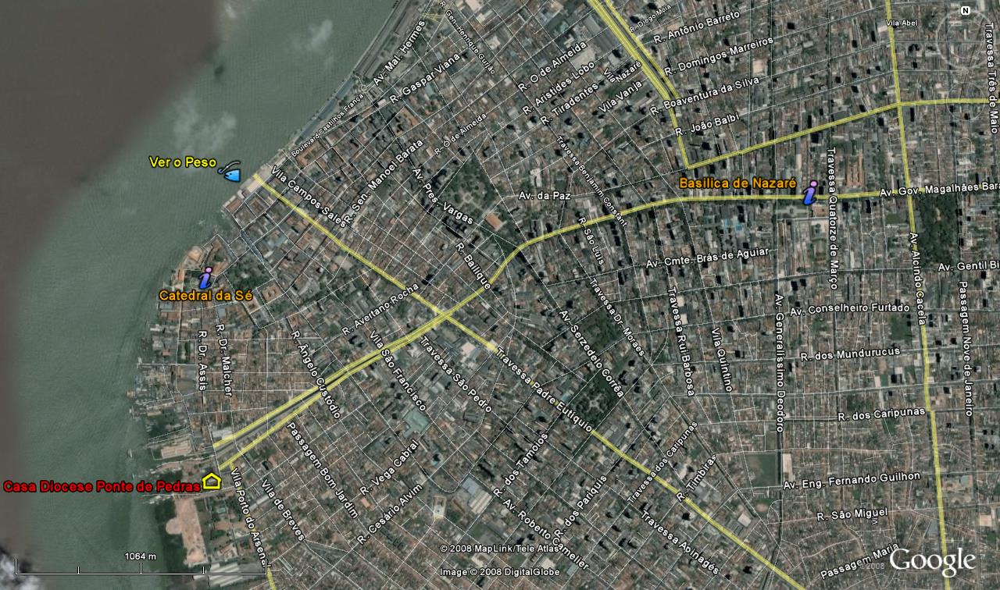 R. Diogo Moia
R. Antônio Barreto
Vila Abel
N
R. Gen. Henrique Gurjão
Av. Mal. Hermes
R. Gaspar Viana
R. O de Almeida
R. Aristides Lobo
Vila Nazaré
R. Tiradentes
Vila Vanja
R. Domingos Marreiros
R. Boaventura da Silva
R. João Balbi
Travessa Três de Maio
Boulevard Castilhos França
R. O de Almeida
Ver o Peso
Vila Campos Sales
R. Sen. Manoel Barata
Av. Pres. Vargas
Travessa Benjamim Constant
Av. da Paz
Basílica de Nazaré
Travessa Quatorze de Março
Av. Gov. Magalhães Bara
R. São Luis
R. Bailique
Av. Cmte. Brás de Aguiar
Av. Alcindo Cacela
Av. Gentil Bi
Catedral da Sé
R. Avertano Rocha
Travessa Dr. Moraes
Travessa Rui Barbosa
Av. Generalíssimo Deodoro
Av. Conselheiro Furtado
Passagem Nove de Janeiro
R. Dr. Assis
R. Dr. Malcher
R. Ângelo Custódio
Vila São Francisco
Travessa São Pedro
Travessa Padre Eutíquio
Av. Serzedelo Corrêa
Vila Quintino
R. dos Mundurucus
R. dos Caripunas
Passagem Bom Jardim
R. Vega Cabral
R. dos Tamoios
Travessa dos Caripunas
R. Timbiras
Av. Eng. Fernando Guilhon
Casa Diocese Ponte de Pedras
Vila Porto do Arsena
Vila de Breves
R. Cesário Alvim
Av. Roberto Camelier
R. dos Pariquis
Travessa Apinagés
R. São Miguel
Passagem Maria
1064 m
© 2008 MapLink/Tele Atlas
Image © 2008 DigitalGlobe
© 2008
Google